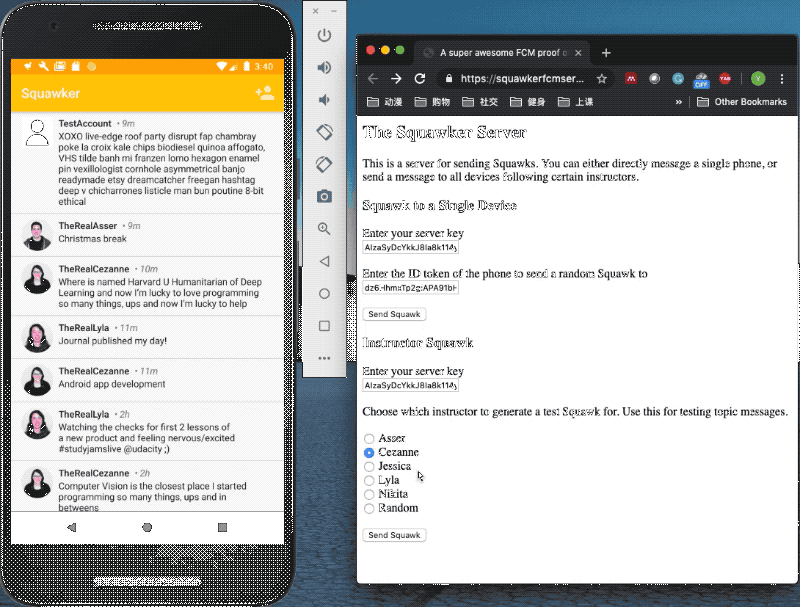 3:40
Squawker
TestAccount • 9m
XOXO live-edge roof party disrupt fap chambray
poke la croix kale chips biodiesel quinoa affogato,
VHS tilde banh mi franzen lomo hexagon enamel
pin vexillologist cornhole asymmetrical banjo
readymade etsy dreamcatcher freegan hashtag
deep v chicharrones listicle man bun poutine 8-bit
ethical
TheRealAsser • 9m
Christmas break
TheRealCezanne • 10m
Where is named Harvard U Humanitarian of Deep
Learning and now I'm lucky to love programming
so many things, ups and now I'm lucky to help
TheRealLyla • 11m
Journal published my day!
TheRealCezanne • 11m
Android app development
TheRealLyla • 2h
Watching the checks for first 2 lessons of
a new product and feeling nervous/excited
#studyjamslive @udacity ;)
TheRealCezanne • 2h
Computer Vision is the closest place I started
programming so many things, ups and in
betweens
A super awesome FCM proof o
https://squawkerfcmser...
OFF
Y
动漫 购物 社交 健身 上课 » Other Bookmarks
The Squawker Server
This is a server for sending Squawks. You can either directly message a single phone, or
send a message to all devices following certain instructors.
Squawk to a Single Device
Enter your server key
Enter the ID token of the phone to send a random Squawk to
Send Squawk
Instructor Squawk
Enter your server key
Choose which instructor to generate a test Squawk for. Use this for testing topic messages.
Asser
Cezanne
Jessica
Lyla
Nikita
Random
Send Squawk